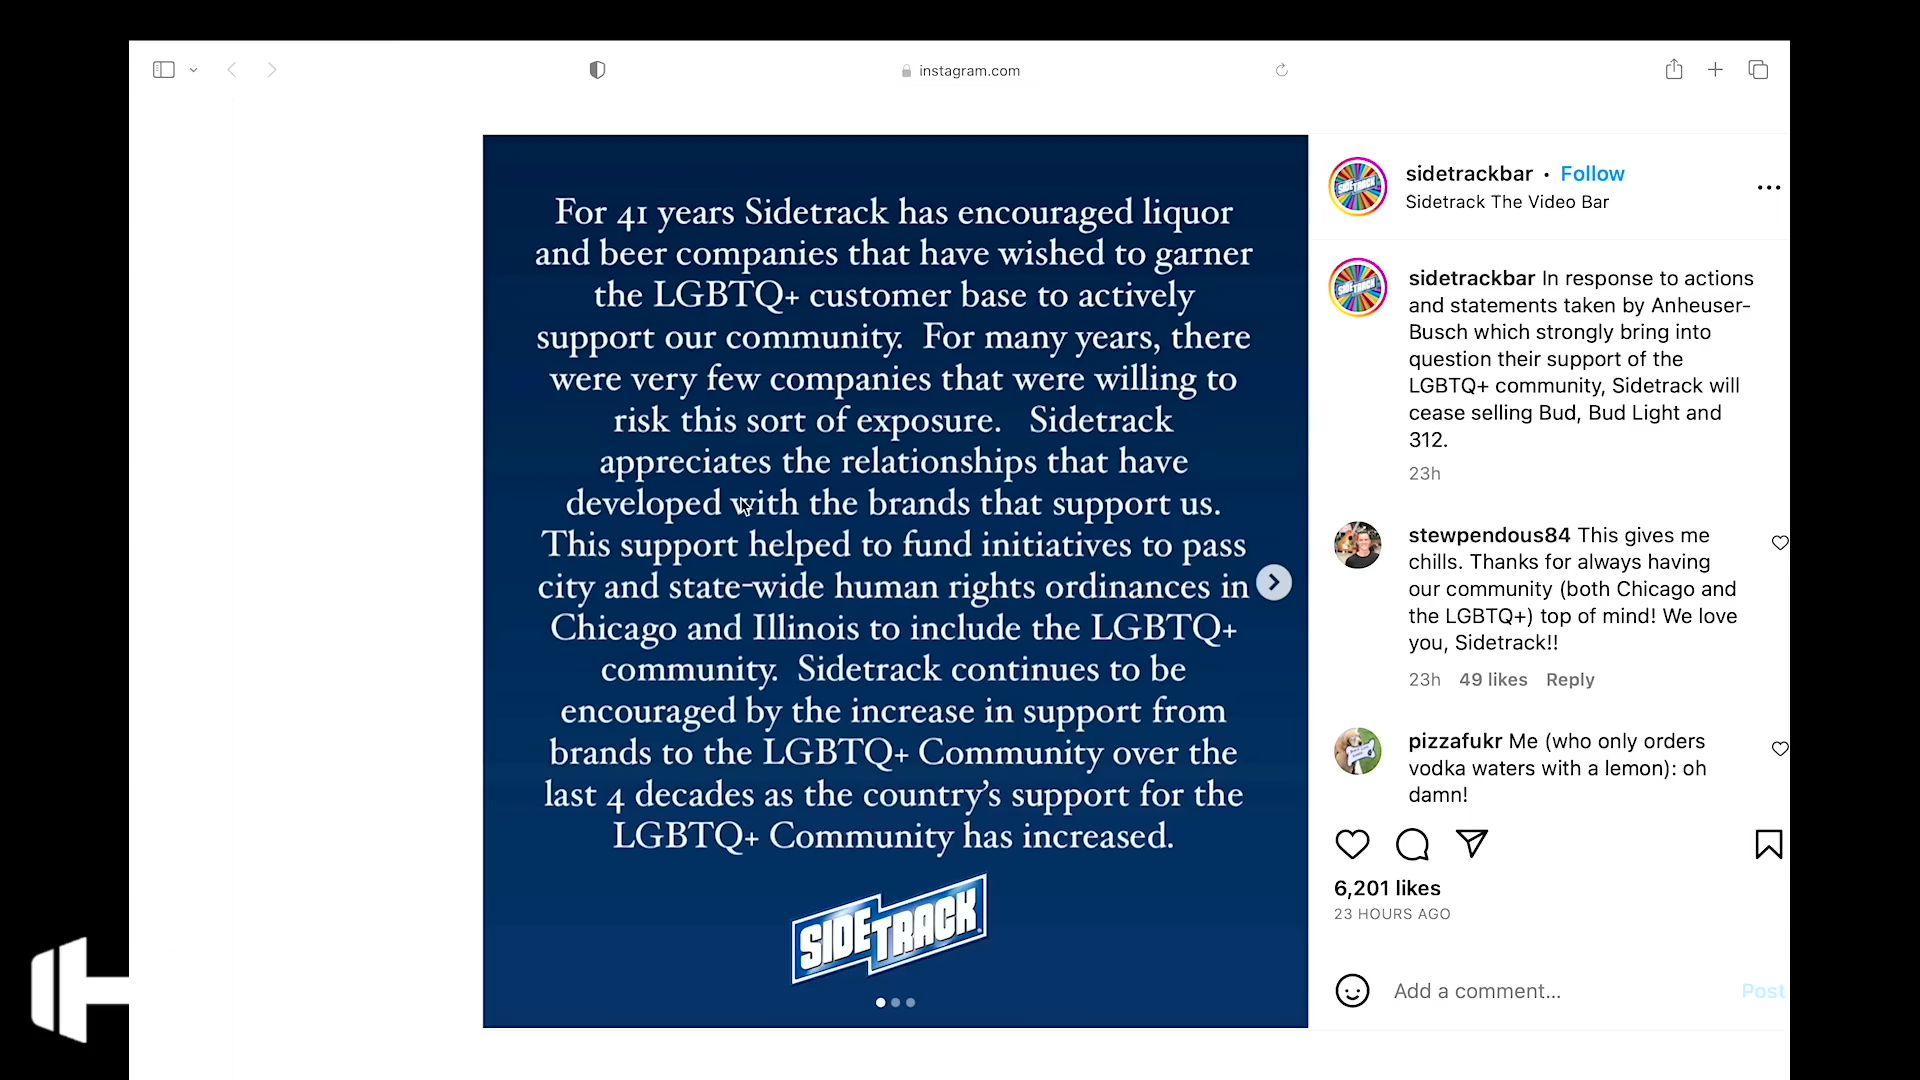 instagram.com
For 41 years Sidetrack has encouraged liquor
and beer companies that have wished to garner
the LGBTQ+ customer base to actively
support our community.  For many years, there
were very few companies that were willing to
risk this sort of exposure.   Sidetrack
appreciates the relationships that have
developed with the brands that support us.
This support helped to fund initiatives to pass
city and state-wide human rights ordinances in
Chicago and Illinois to include the LGBTQ+
community.  Sidetrack continues to be
encouraged by the increase in support from
brands to the LGBTQ+ Community over the
last 4 decades as the country's support for the
LGBTQ+ Community has increased.
SIDETRACK
sidetrackbar • Follow
Sidetrack The Video Bar
SIDETRACK
sidetrackbar In response to actions
and statements taken by Anheuser-
Busch which strongly bring into
question their support of the
LGBTQ+ community, Sidetrack will
cease selling Bud, Bud Light and
312.
23h
SIDETRACK
stewpendous84 This gives me
chills. Thanks for always having
our community (both Chicago and
the LGBTQ+) top of mind! We love
you, Sidetrack!!
23h 49 likes Reply
pizzafukr Me (who only orders
vodka waters with a lemon): oh
damn!
6,201 likes
23 HOURS AGO
Add a comment...
Post